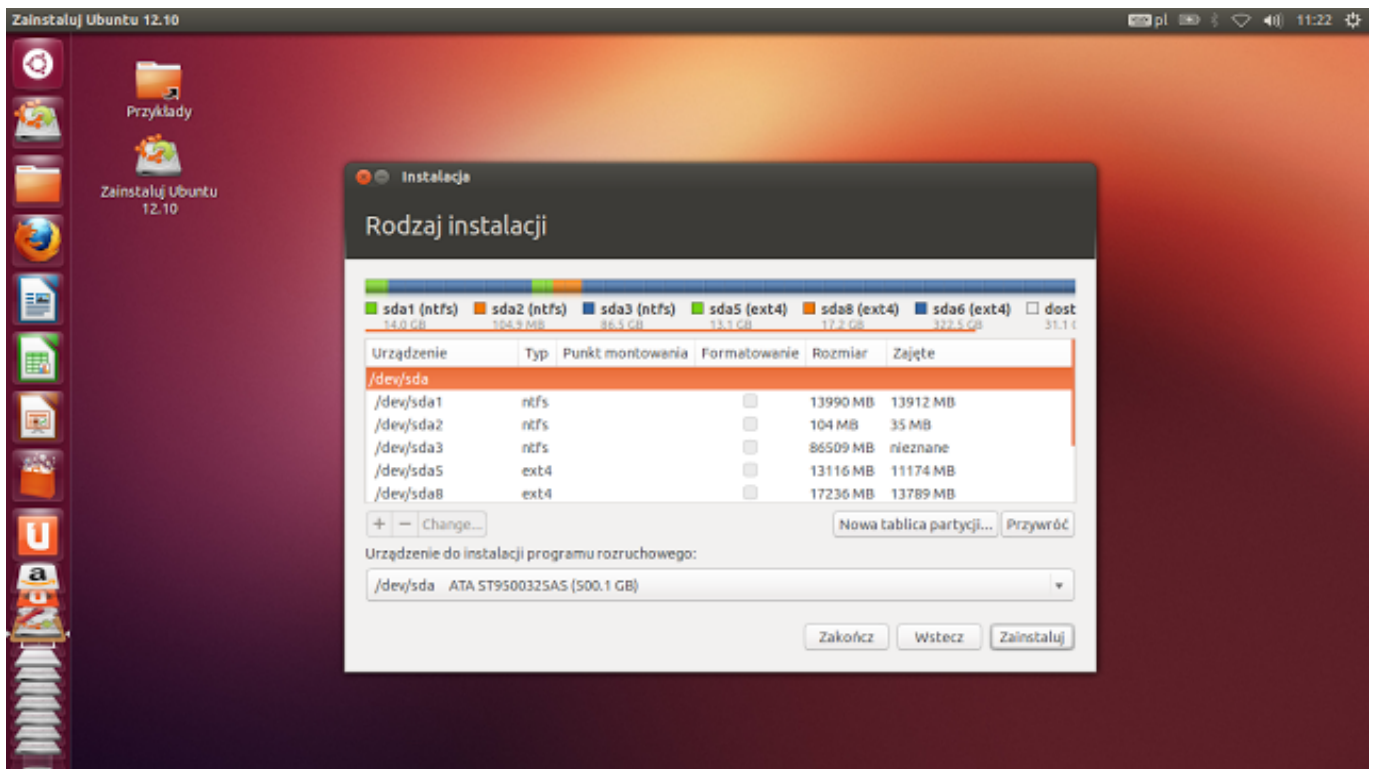 Zainstaluj Ubuntu 12.10
pl 11:22
Przykłady
Zainstaluj Ubuntu
12.10
Instalacja
Rodzaj instalacji
sda1 (ntfs) sda2 (ntfs) sda3 (ntfs) sda5 (ext4) sda8 (ext4) sda6 (ext4) dost
14.0 GB 104.9 MB 86.5 GB 13.1 GB 17.2 GB 322.5 GB 31.1
Urządzenie Typ Punkt montowania Formatowanie Rozmiar Zajęte
/dev/sda
/dev/sda1 ntfs 13990 MB 13912 MB
/dev/sda2 ntfs 104 MB 35 MB
/dev/sda3 ntfs 86509 MB nieznane
/dev/sda5 ext4 13116 MB 11174 MB
/dev/sda8 ext4 17236 MB 13789 MB
+ − Change... Nowa tablica partycji... Przywróć
Urządzenie do instalacji programu rozruchowego:
/dev/sda ATA ST9500325AS (500.1 GB)
Zakończ Wstecz Zainstaluj